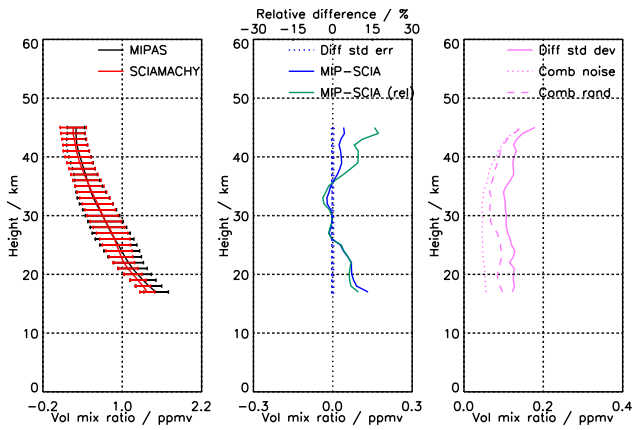 Relative difference / %
-30 -15 0 15 30
60
50
40
30
20
10
0
Height / km
MIPAS
SCIAMACHY
-0.2 1.0 2.2
Vol mix ratio / ppmv
60
50
40
30
20
10
0
Height / km
Diff std err
MIP-SCIA
MIP-SCIA (rel)
-0.3 0.0 0.3
Vol mix ratio / ppmv
60
50
40
30
20
10
0
Height / km
Diff std dev
Comb noise
Comb rand
0.0 0.2 0.4
Vol mix ratio / ppmv